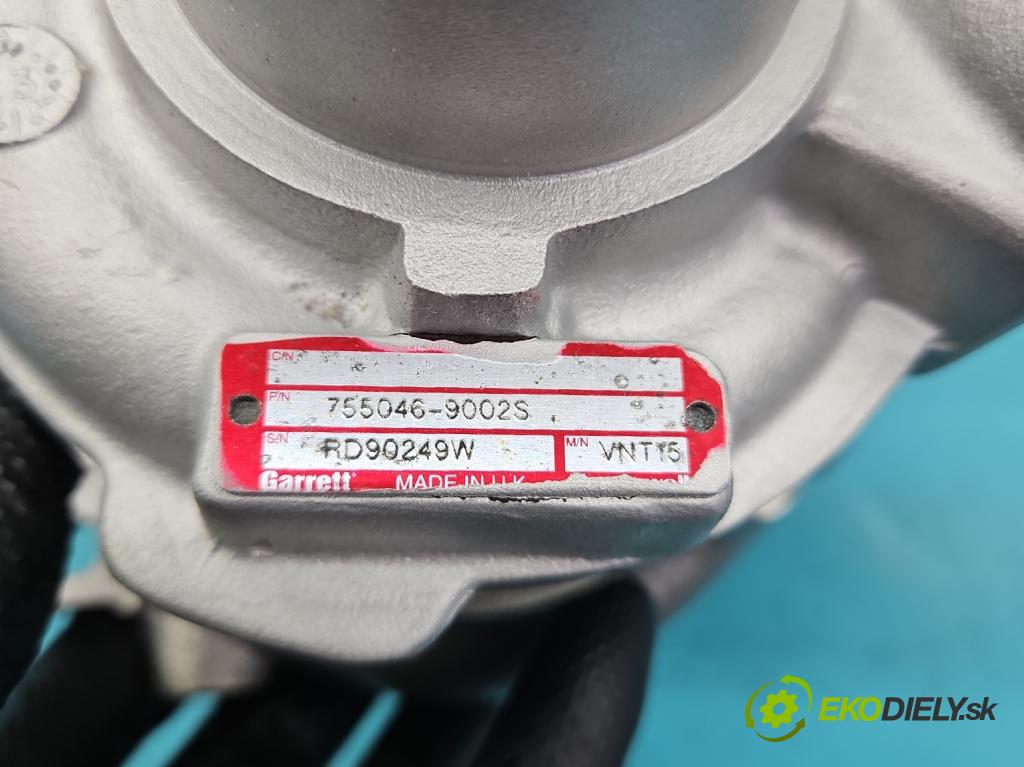 C/N
P/N 755046-9002S
S/N RD90249W M/N VNT15
Garrett MADE IN U.K.
EKODIELY.sk